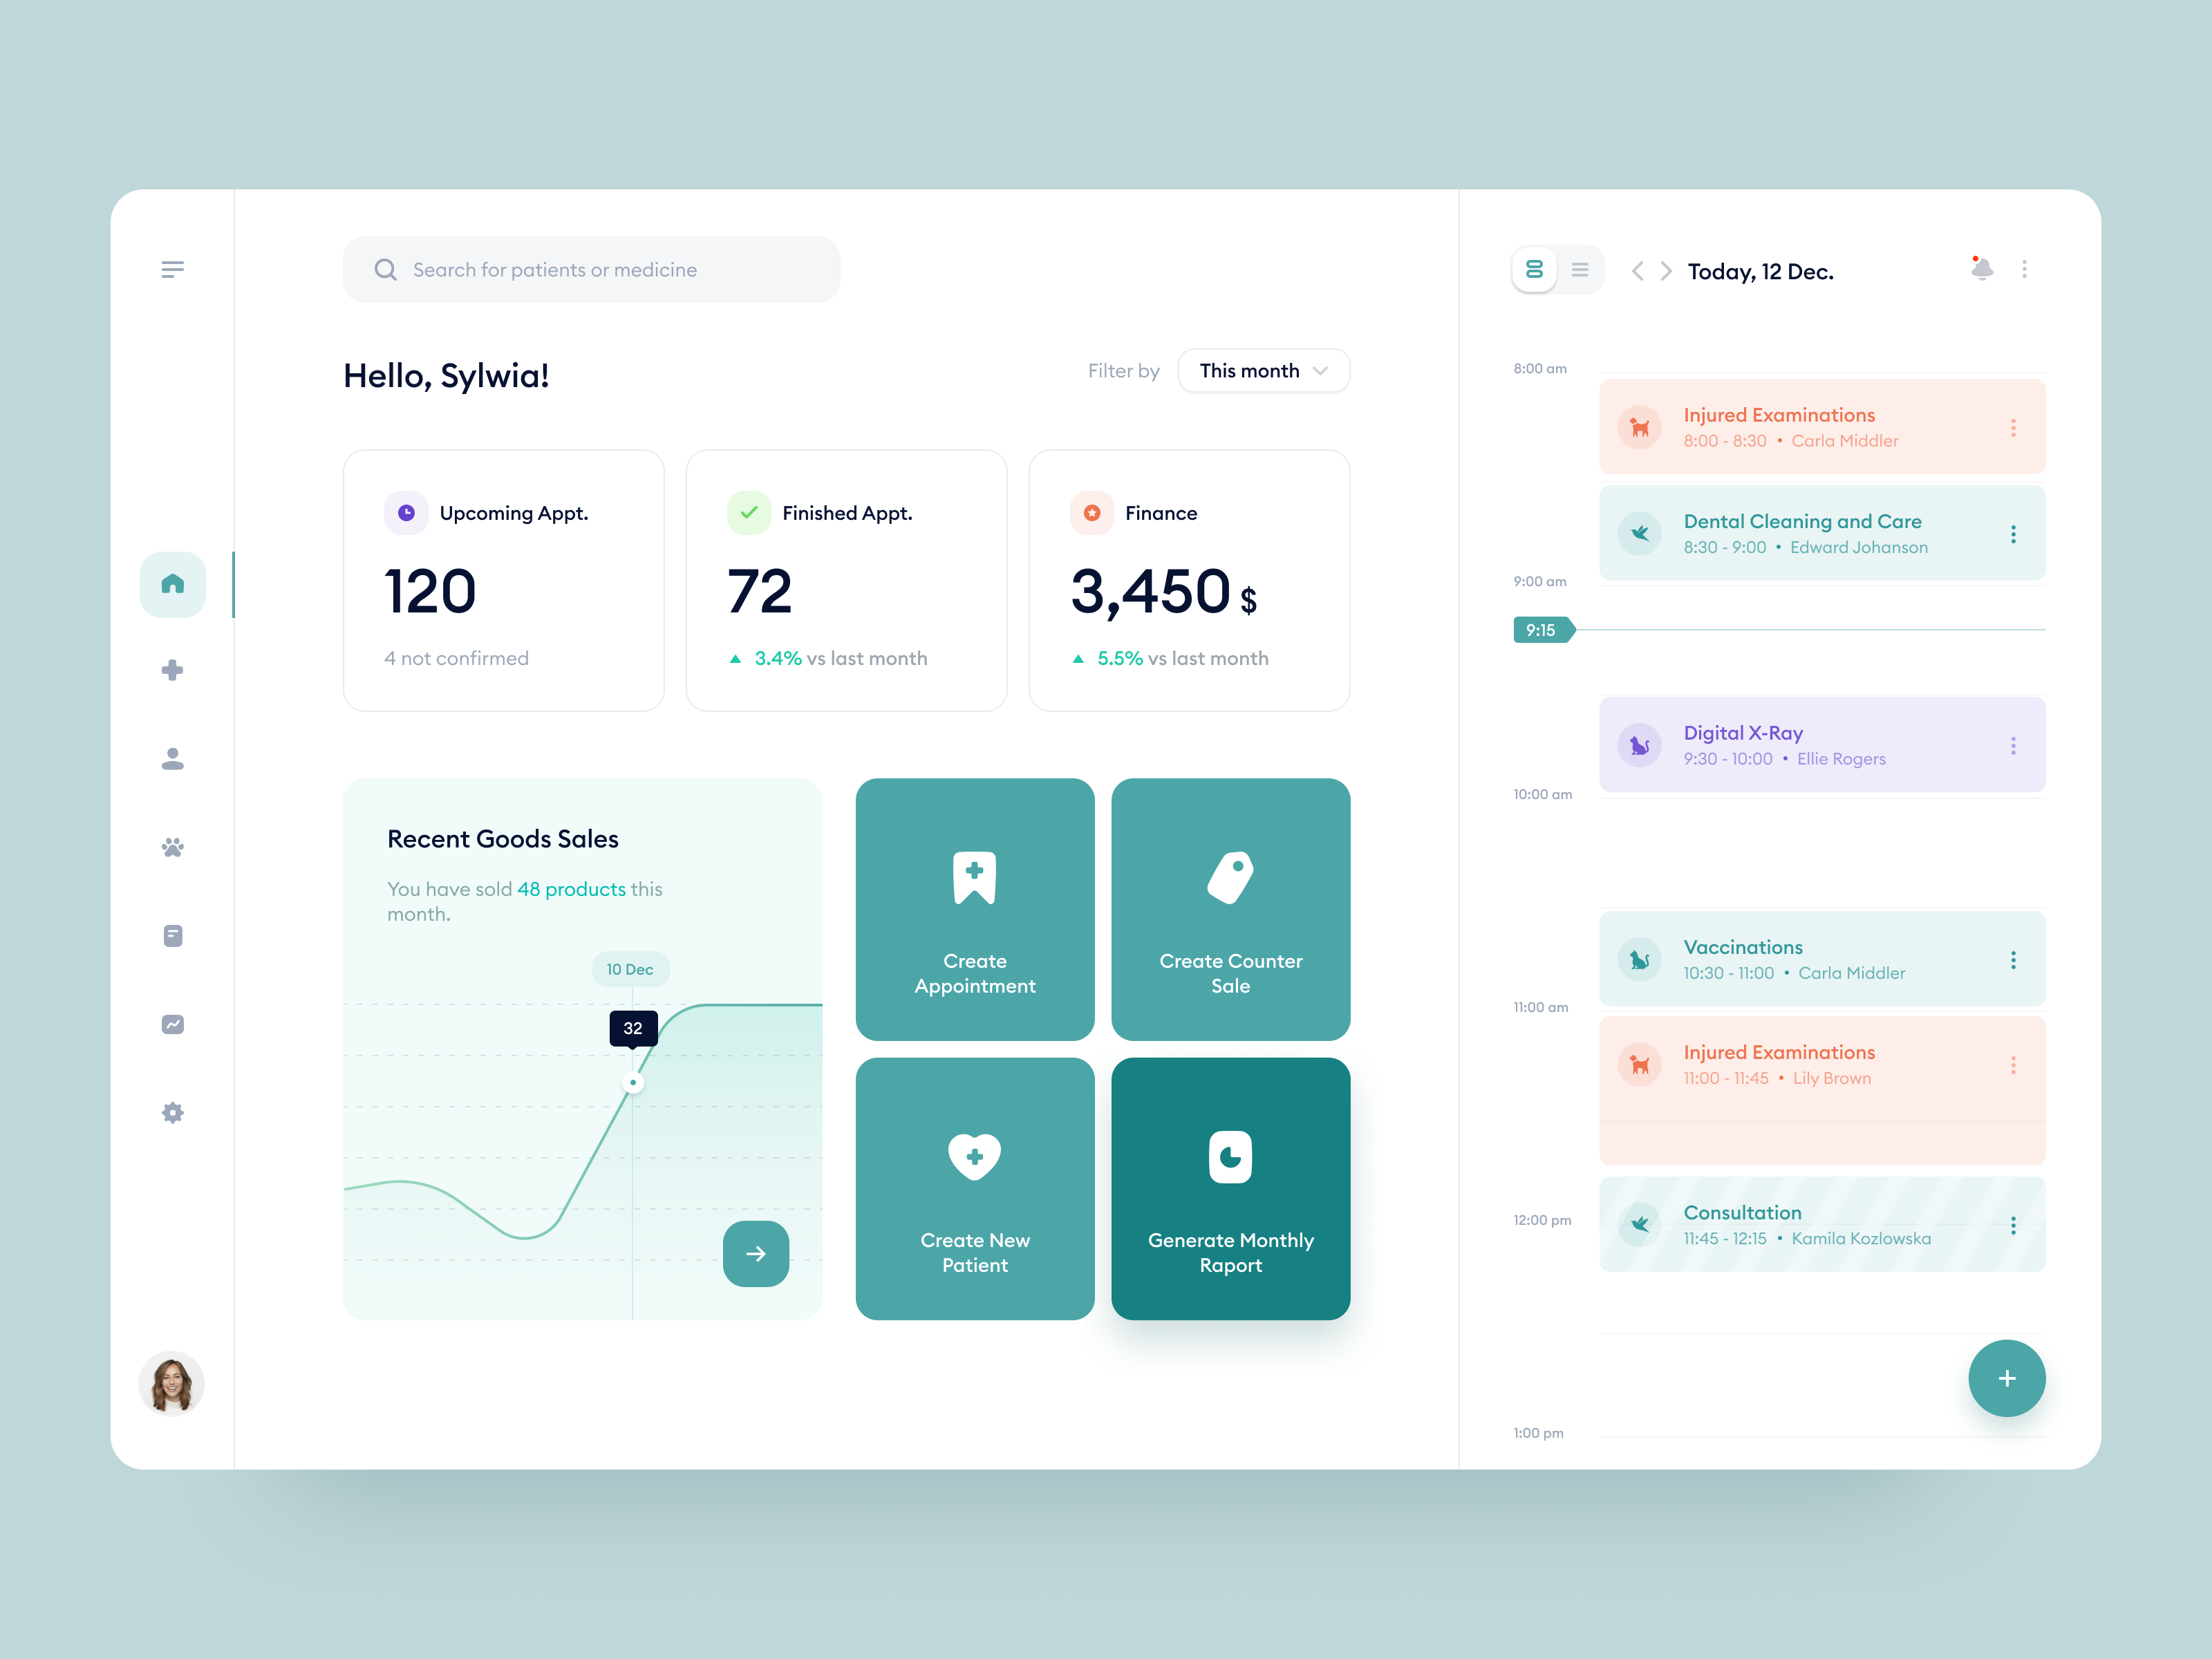 Search for patients or medicine
Hello, Sylwia!
Filter by
This month
Upcoming Appt.
120
4 not confirmed
Finished Appt.
72
3.4% vs last month
Finance
3,450 $
5.5% vs last month
Recent Goods Sales
You have sold 48 products this
month.
10 Dec
32
Create
Appointment
Create Counter
Sale
Create New
Patient
Generate Monthly
Raport
Today, 12 Dec.
8:00 am
Injured Examinations
8:00 - 8:30 • Carla Middler
Dental Cleaning and Care
8:30 - 9:00 • Edward Johanson
9:00 am
9:15
Digital X-Ray
9:30 - 10:00 • Ellie Rogers
10:00 am
Vaccinations
10:30 - 11:00 • Carla Middler
11:00 am
Injured Examinations
11:00 - 11:45 • Lily Brown
Consultation
12:00 pm
11:45 - 12:15 • Kamila Kozlowska
1:00 pm